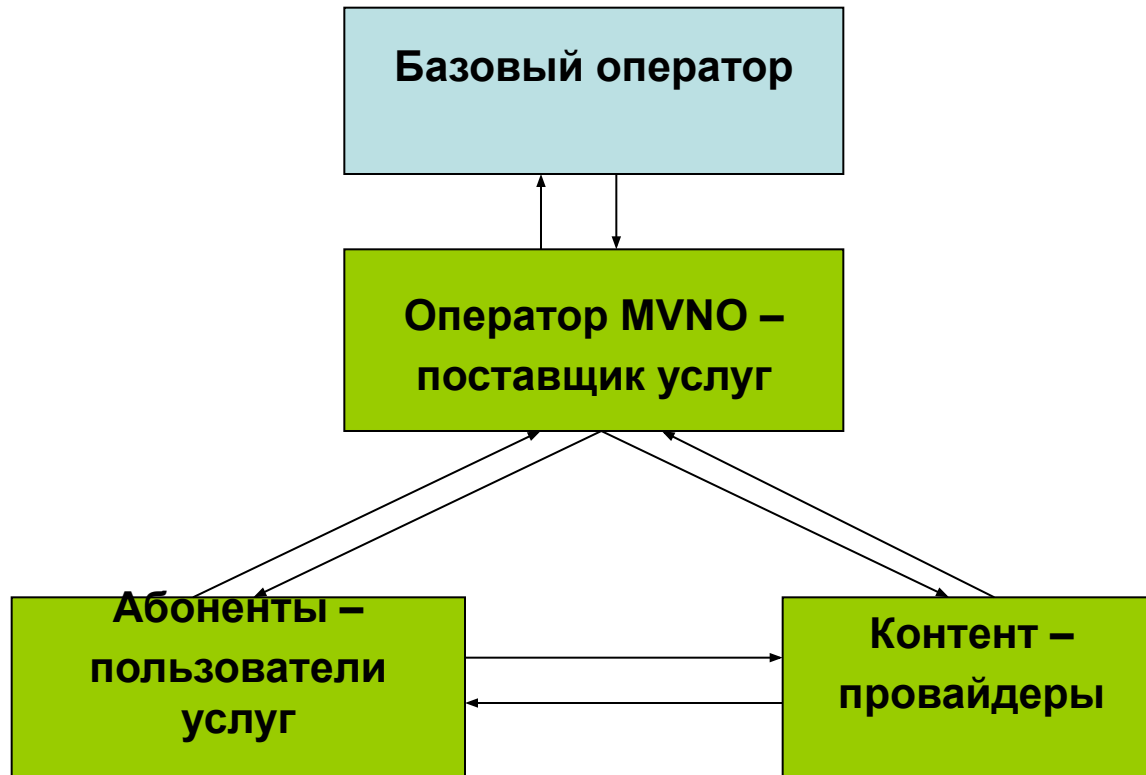 Базовый оператор
Оператор MVNO –
поставщик услуг
Абоненты –
пользователи
услуг
Контент –
провайдеры